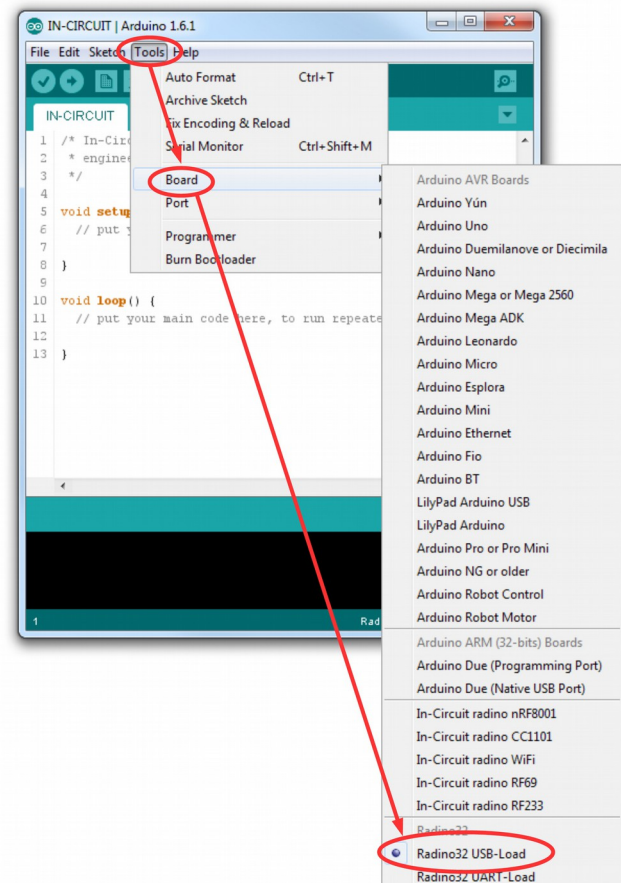 IN-CIRCUIT | Arduino 1.6.1
File Edit Sketch Tools Help
Auto Format Ctrl+T
Archive Sketch
Fix Encoding & Reload
Serial Monitor Ctrl+Shift+M
Board
Port
Programmer
Burn Bootloader
IN-CIRCUIT
1 /* In-Circ
2 * enginee
3 */
4
5 void setup
6 // put y
7
8 }
9
10 void loop() {
11 // put your main code here, to run repeate
12
13 }
1 Rad
Arduino AVR Boards
Arduino Yún
Arduino Uno
Arduino Duemilanove or Diecimila
Arduino Nano
Arduino Mega or Mega 2560
Arduino Mega ADK
Arduino Leonardo
Arduino Micro
Arduino Esplora
Arduino Mini
Arduino Ethernet
Arduino Fio
Arduino BT
LilyPad Arduino USB
LilyPad Arduino
Arduino Pro or Pro Mini
Arduino NG or older
Arduino Robot Control
Arduino Robot Motor
Arduino ARM (32-bits) Boards
Arduino Due (Programming Port)
Arduino Due (Native USB Port)
In-Circuit radino nRF8001
In-Circuit radino CC1101
In-Circuit radino WiFi
In-Circuit radino RF69
In-Circuit radino RF233
Radino32
Radino32 USB-Load
Radino32 UART-Load